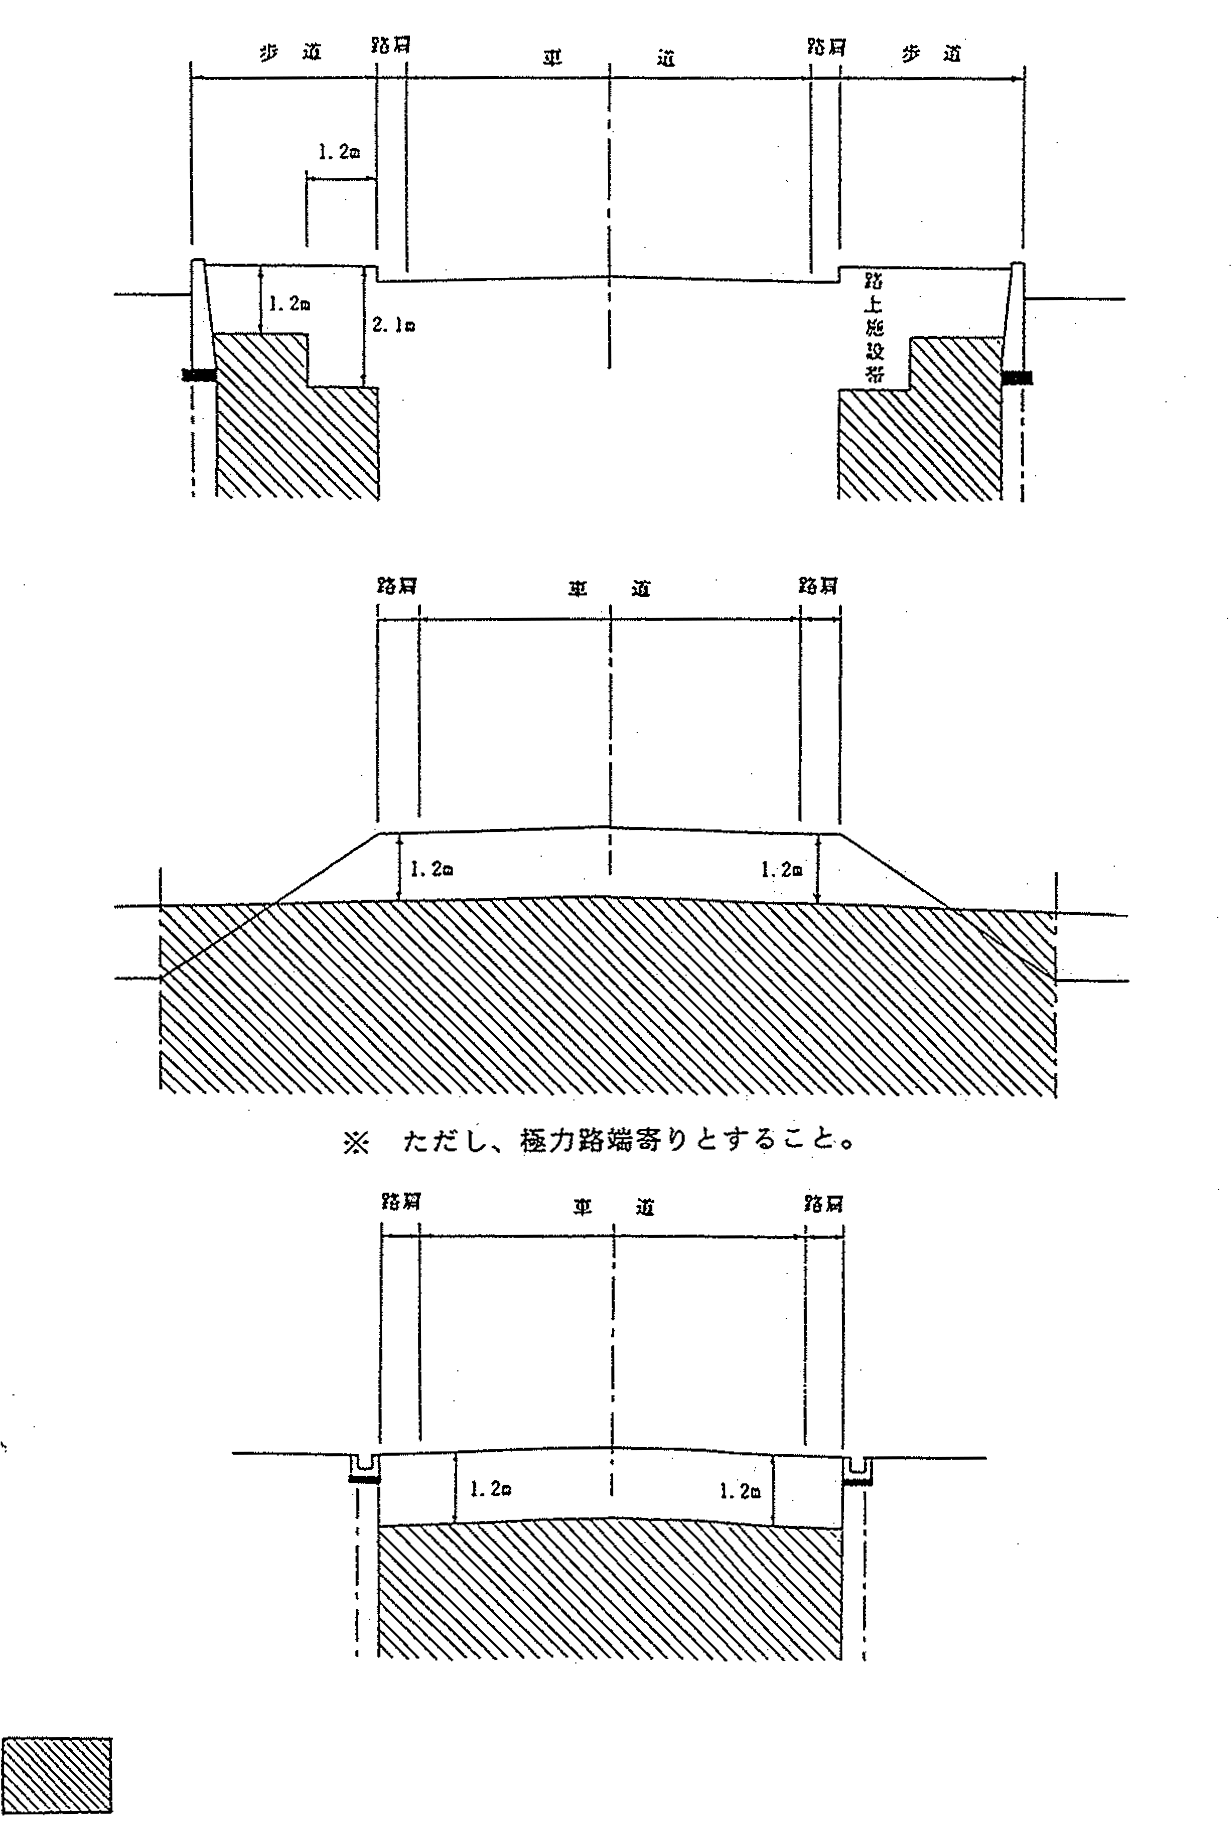 歩 道 路肩 車 道 路肩 歩 道
1.2m
1.2m
2.1m
路上施設帯
路肩 車 道 路肩
1.2m 1.2m
※ ただし、極力路端寄りとすること。
路肩 車 道 路肩
1.2m 1.2m